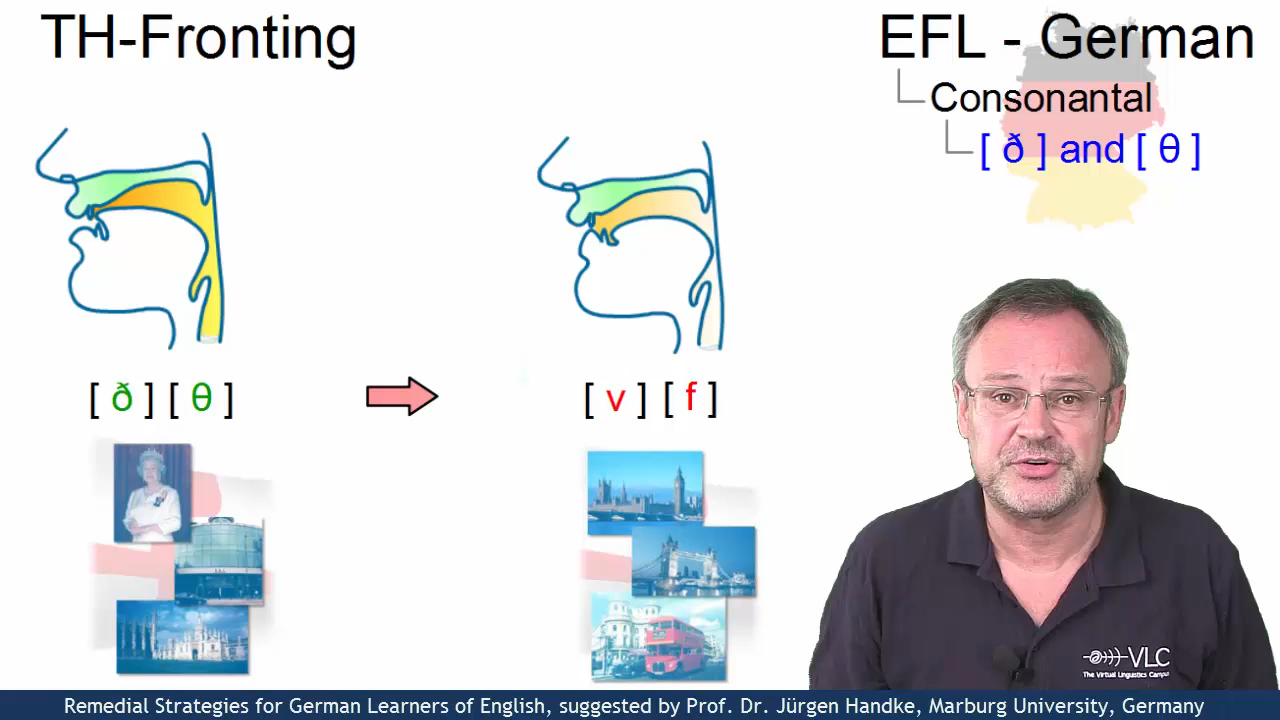 TH-Fronting
EFL - German
Consonantal
[ ð ] and [ θ ]
[ ð ] [ θ ]
[ v ] [ f ]
VLC
The Virtual Linguistics Campus
Remedial Strategies for German Learners of English, suggested by Prof. Dr. Jürgen Handke, Marburg University, Germany